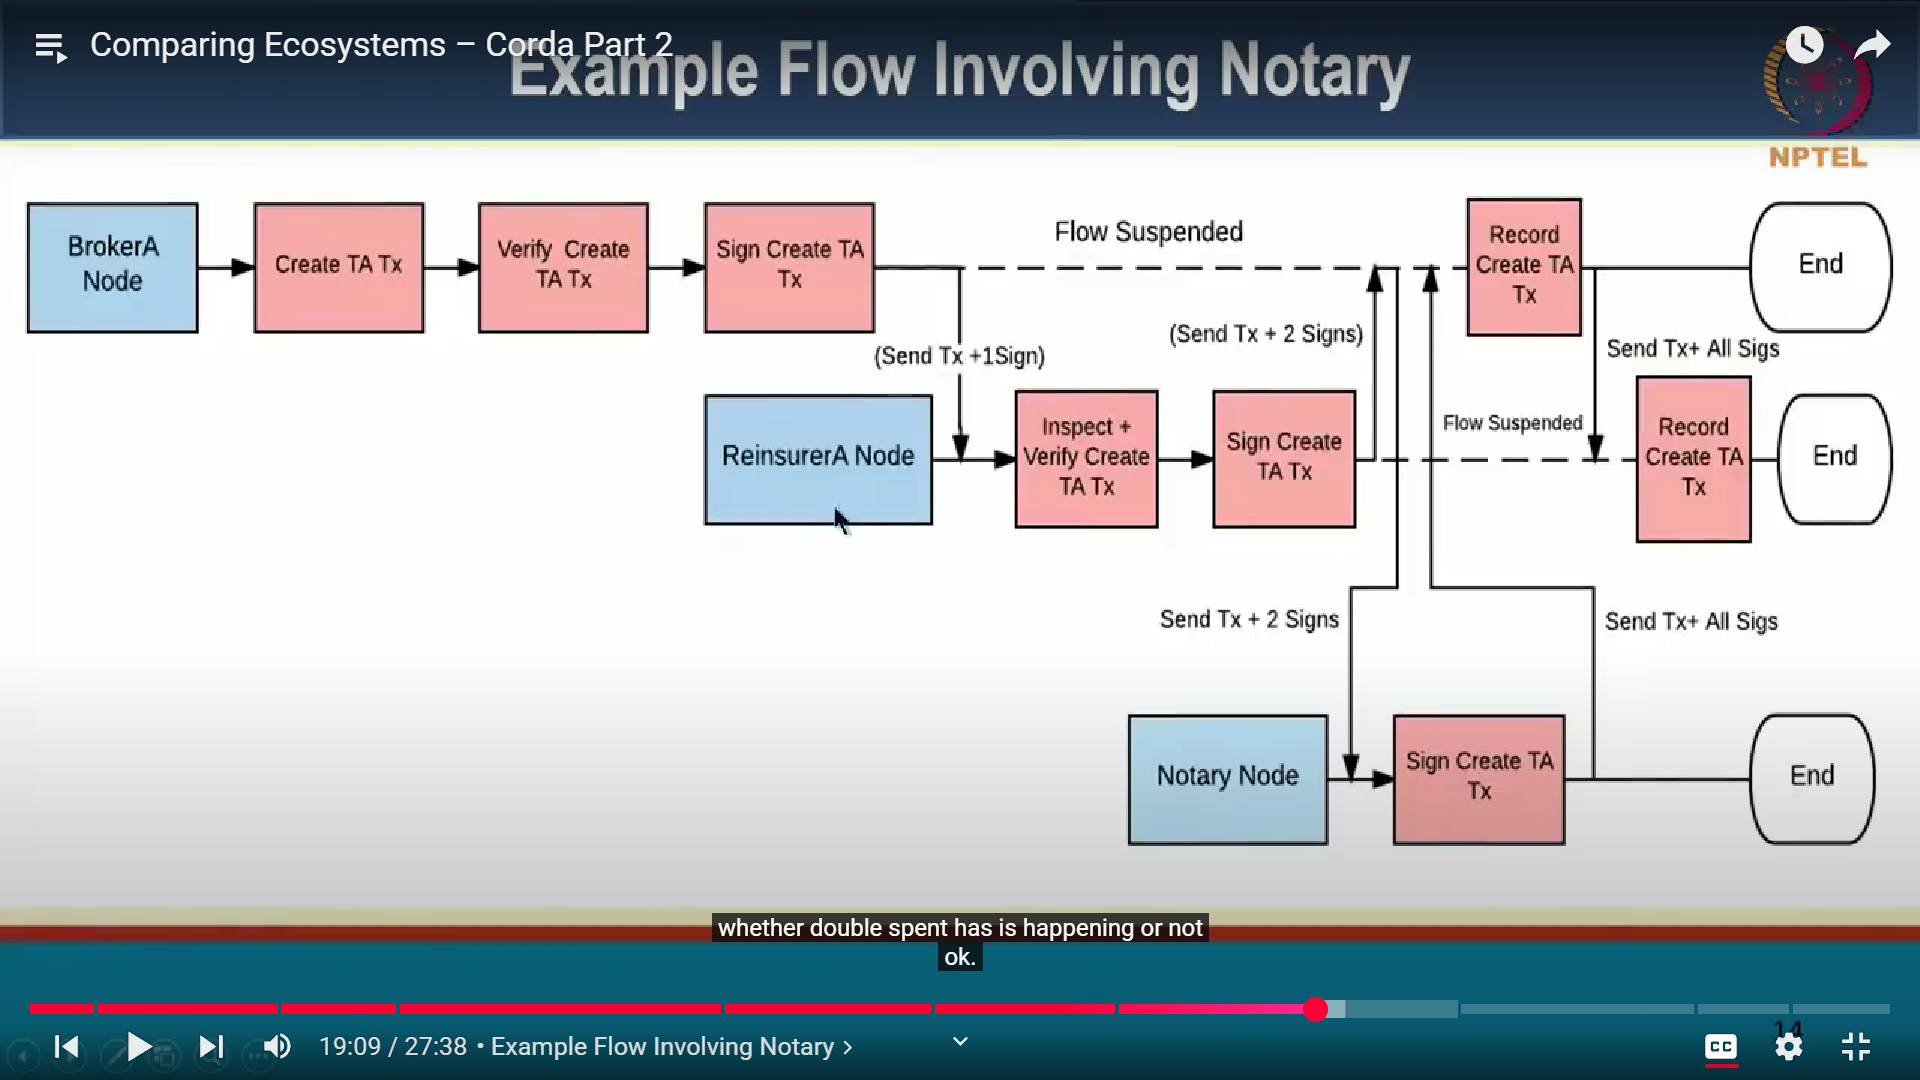 Comparing Ecosystems – Corda Part 2
Example Flow Involving Notary
NPTEL
BrokerA
Node
Create TA Tx
Verify Create
TA Tx
Sign Create TA
Tx
Flow Suspended
Record
Create TA
Tx
End
(Send Tx +1Sign)
(Send Tx + 2 Signs)
Send Tx+ All Sigs
ReinsurerA Node
Inspect +
Verify Create
TA Tx
Sign Create
TA Tx
Flow Suspended
Record
Create TA
Tx
End
Send Tx + 2 Signs
Send Tx+ All Sigs
Notary Node
Sign Create TA
Tx
End
whether double spent has is happening or not
ok.
14
19:09 / 27:38 • Example Flow Involving Notary
CC